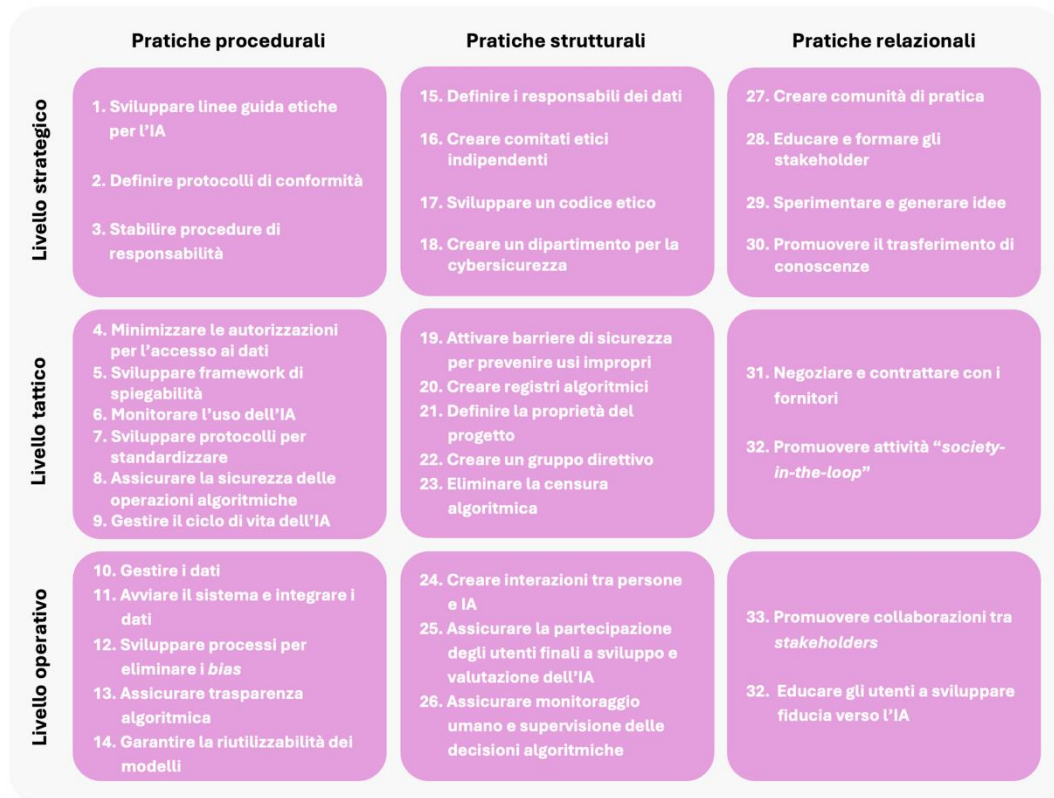 Pratiche procedurali
Pratiche strutturali
Pratiche relazionali
Livello strategico
1. Sviluppare linee guida etiche
per l'IA
2. Definire protocolli di conformità
3. Stabilire procedure di
responsabilità
15. Definire i responsabili dei dati
16. Creare comitati etici
indipendenti
17. Sviluppare un codice etico
18. Creare un dipartimento per la
cybersicurezza
27. Creare comunità di pratica
28. Educare e formare gli
stakeholder
29. Sperimentare e generare idee
30. Promuovere il trasferimento di
conoscenze
Livello tattico
4. Minimizzare le autorizzazioni
per l'accesso ai dati
5. Sviluppare framework di
spiegabilità
6. Monitorare l'uso dell'IA
7. Sviluppare protocolli per
standardizzare
8. Assicurare la sicurezza delle
operazioni algoritmiche
9. Gestire il ciclo di vita dell'IA
19. Attivare barriere di sicurezza
per prevenire usi impropri
20. Creare registri algoritmici
21. Definire la proprietà del
progetto
22. Creare un gruppo direttivo
23. Eliminare la censura
algoritmica
31. Negoziare e contrattare con i
fornitori
32. Promuovere attività “society-
in-the-loop”
Livello operativo
10. Gestire i dati
11. Avviare il sistema e integrare i
dati
12. Sviluppare processi per
eliminare i bias
13. Assicurare trasparenza
algoritmica
14. Garantire la riutilizzabilità dei
modelli
24. Creare interazioni tra persone
e IA
25. Assicurare la partecipazione
degli utenti finali a sviluppo e
valutazione dell'IA
26. Assicurare monitoraggio
umano e supervisione delle
decisioni algoritmiche
33. Promuovere collaborazioni tra
stakeholders
32. Educare gli utenti a sviluppare
fiducia verso l'IA